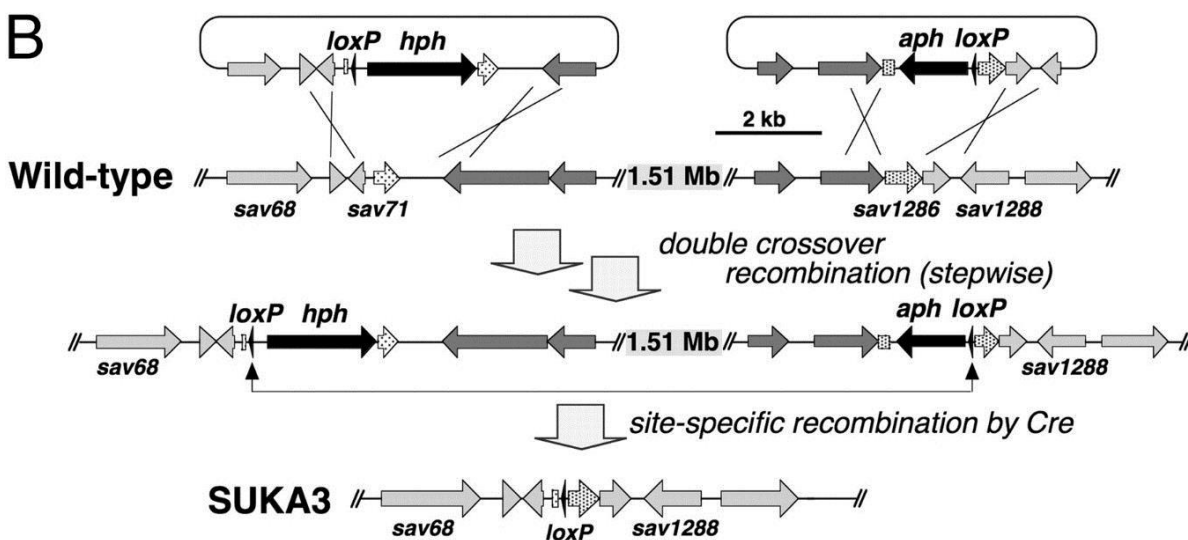 B
loxP hph aph loxP
2 kb
Wild-type // // 1.51 Mb // //
sav68 sav71 sav1286 sav1288
double crossover
recombination (stepwise)
loxP hph aph loxP
// // 1.51 Mb // //
sav68 sav1288
site-specific recombination by Cre
SUKA3 // //
sav68 loxP sav1288